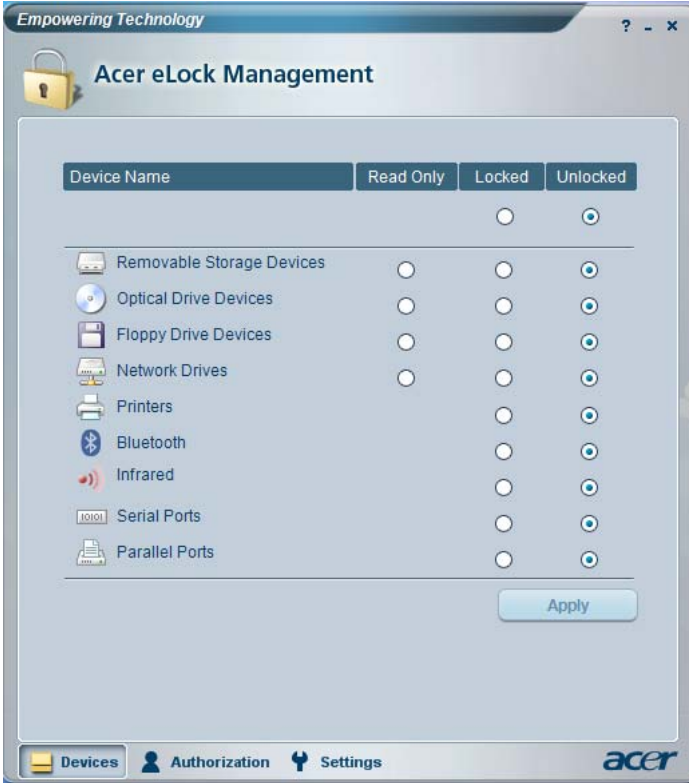 Empowering Technology
? - x
Acer eLock Management
Device Name Read Only Locked Unlocked
Removable Storage Devices
Optical Drive Devices
Floppy Drive Devices
Network Drives
Printers
Bluetooth
Infrared
10101 Serial Ports
Parallel Ports
Apply
Devices Authorization Settings acer